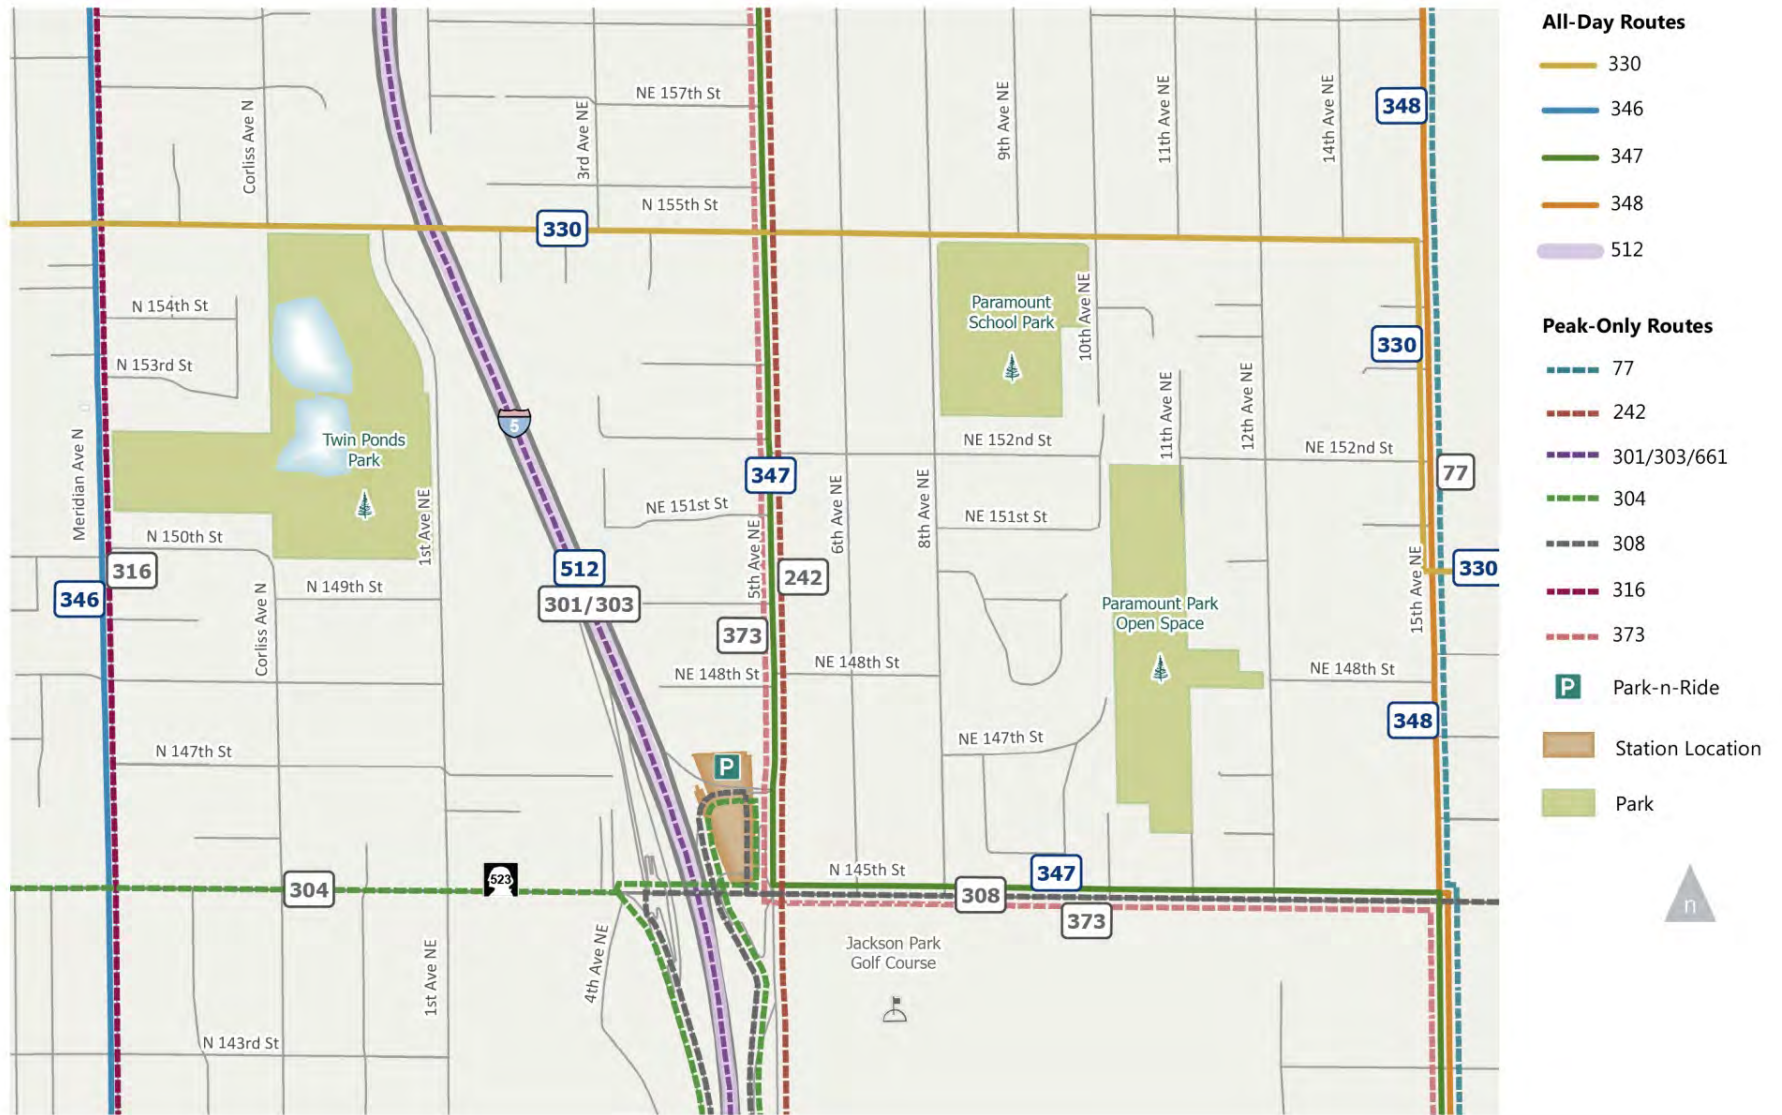 All-Day Routes
330
346
347
348
512
Peak-Only Routes
77
242
301/303/661
304
308
316
373
P Park-n-Ride
Station Location
Park
n
348
NE 157th St
Corliss Ave N
3rd Ave NE
9th Ave NE
11th Ave NE
14th Ave NE
N 155th St
330
N 154th St
Paramount
School Park
10th Ave NE
330
N 153rd St
5
Twin Ponds
Park
11th Ave NE
12th Ave NE
NE 152nd St
NE 152nd St
347
77
Meridian Ave N
1st Ave NE
NE 151st St
6th Ave NE
8th Ave NE
NE 151st St
N 150th St
5th Ave NE
15th Ave NE
316
512
242
330
346
N 149th St
301/303
Paramount Park
Open Space
Corliss Ave N
373
NE 148th St
NE 148th St
NE 148th St
348
N 147th St
NE 147th St
P
N 145th St
347
304
523
308
373
1st Ave NE
4th Ave NE
Jackson Park
Golf Course
N 143rd St